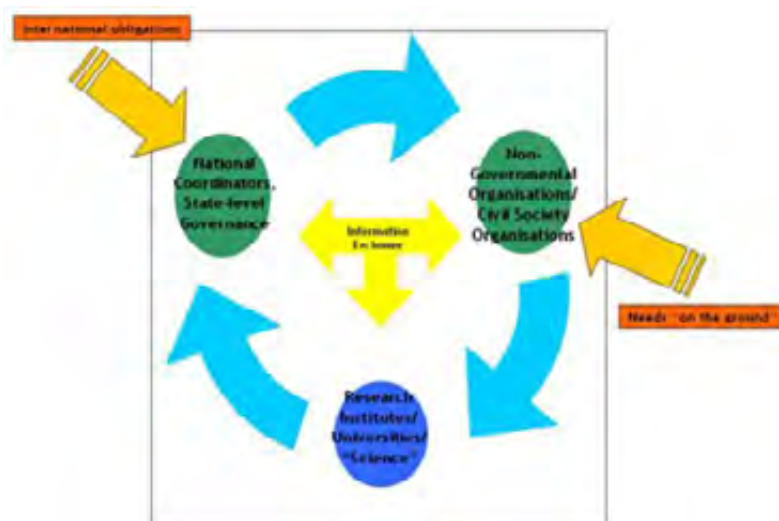 International obligations
National
Coordinators,
State-level
Governance
Non-
Governmental
Organisations/
Civil Society
Organisations
Information
Needs "on the ground"
Research
Institutes/
Universities/
"Science"